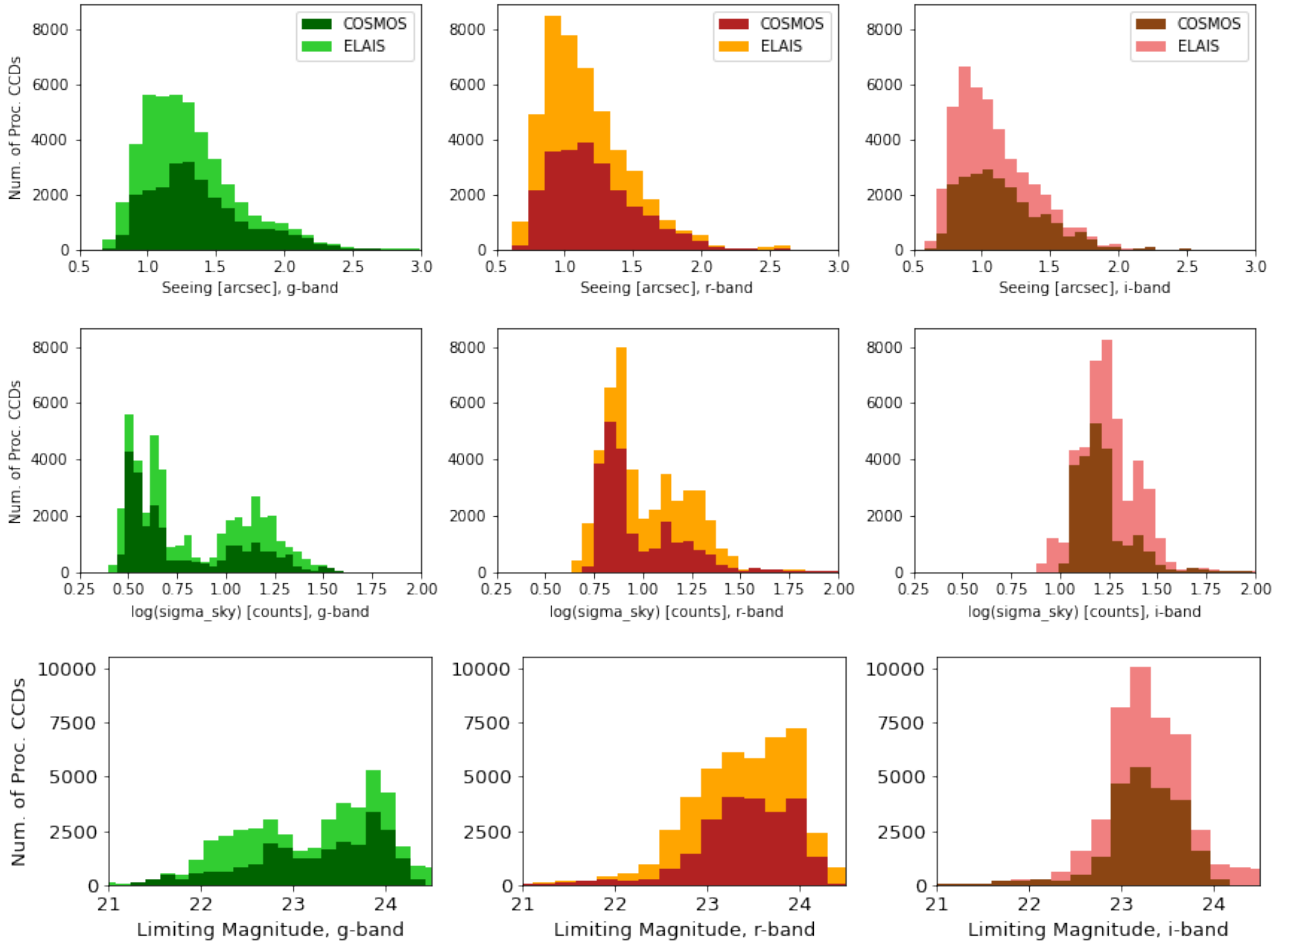 8000
6000
4000
2000
0
Num. of Proc. CCDs
COSMOS
ELAIS
0.5 1.0 1.5 2.0 2.5 3.0
Seeing [arcsec], g-band
8000
6000
4000
2000
0
COSMOS
ELAIS
0.5 1.0 1.5 2.0 2.5 3.0
Seeing [arcsec], r-band
8000
6000
4000
2000
0
COSMOS
ELAIS
0.5 1.0 1.5 2.0 2.5 3.0
Seeing [arcsec], i-band
8000
6000
4000
2000
0
Num. of Proc. CCDs
0.25 0.50 0.75 1.00 1.25 1.50 1.75 2.00
log(sigma_sky) [counts], g-band
8000
6000
4000
2000
0
0.25 0.50 0.75 1.00 1.25 1.50 1.75 2.00
log(sigma_sky) [counts], r-band
8000
6000
4000
2000
0
0.25 0.50 0.75 1.00 1.25 1.50 1.75 2.00
log(sigma_sky) [counts], i-band
10000
7500
5000
2500
0
Num. of Proc. CCDs
21 22 23 24
Limiting Magnitude, g-band
10000
7500
5000
2500
0
21 22 23 24
Limiting Magnitude, r-band
10000
7500
5000
2500
0
21 22 23 24
Limiting Magnitude, i-band